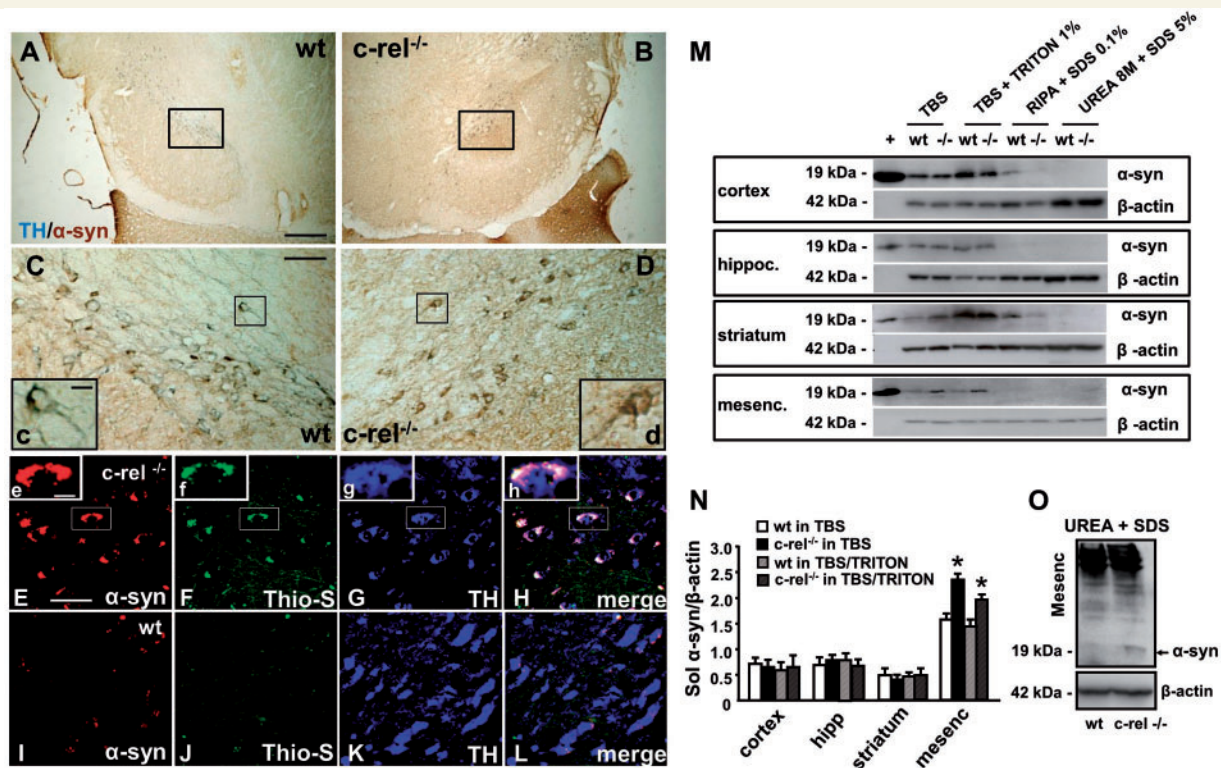 A
wt
c-rel-/-
B
TH/α-syn
C
D
c
wt
c-rel-/-
d
e
c-rel -/-
f
g
h
E
α-syn
F
Thio-S
G
TH
H
merge
wt
I
α-syn
J
Thio-S
K
TH
L
merge
M
TBS
TBS + TRITON 1%
RIPA + SDS 0.1%
UREA 8M + SDS 5%
+ wt -/- wt -/- wt -/- wt -/-
cortex
19 kDa -
α-syn
42 kDa -
β-actin
hippoc.
19 kDa -
α-syn
42 kDa -
β-actin
striatum
19 kDa -
α-syn
42 kDa -
β-actin
mesenc.
19 kDa -
α-syn
42 kDa -
β-actin
N
wt in TBS
c-rel-/- in TBS
wt in TBS/TRITON
c-rel-/- in TBS/TRITON
Sol α-syn/β-actin
3.0
2.5
2.0
1.5
1.0
0.5
0
* *
cortex
hipp
striatum
mesenc
O
UREA + SDS
Mesenc
19 kDa -
α-syn
42 kDa -
β-actin
wt c-rel -/-